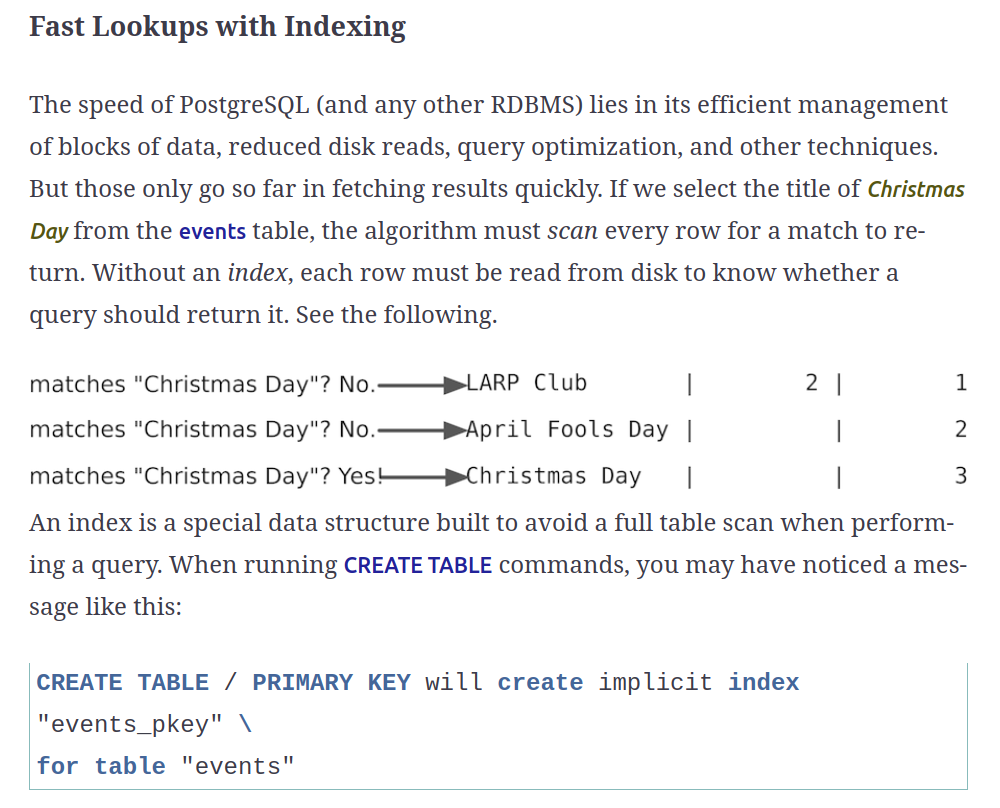 Fast Lookups with Indexing
The speed of PostgreSQL (and any other RDBMS) lies in its efficient management
of blocks of data, reduced disk reads, query optimization, and other techniques.
But those only go so far in fetching results quickly. If we select the title of Christmas
Day from the events table, the algorithm must scan every row for a match to re-
turn. Without an index, each row must be read from disk to know whether a
query should return it. See the following.
matches "Christmas Day"? No. LARP Club | 2 | 1
matches "Christmas Day"? No. April Fools Day | | 2
matches "Christmas Day"? Yes! Christmas Day | | 3
An index is a special data structure built to avoid a full table scan when perform-
ing a query. When running CREATE TABLE commands, you may have noticed a mes-
sage like this:
CREATE TABLE / PRIMARY KEY will create implicit index
"events_pkey" \
for table "events"